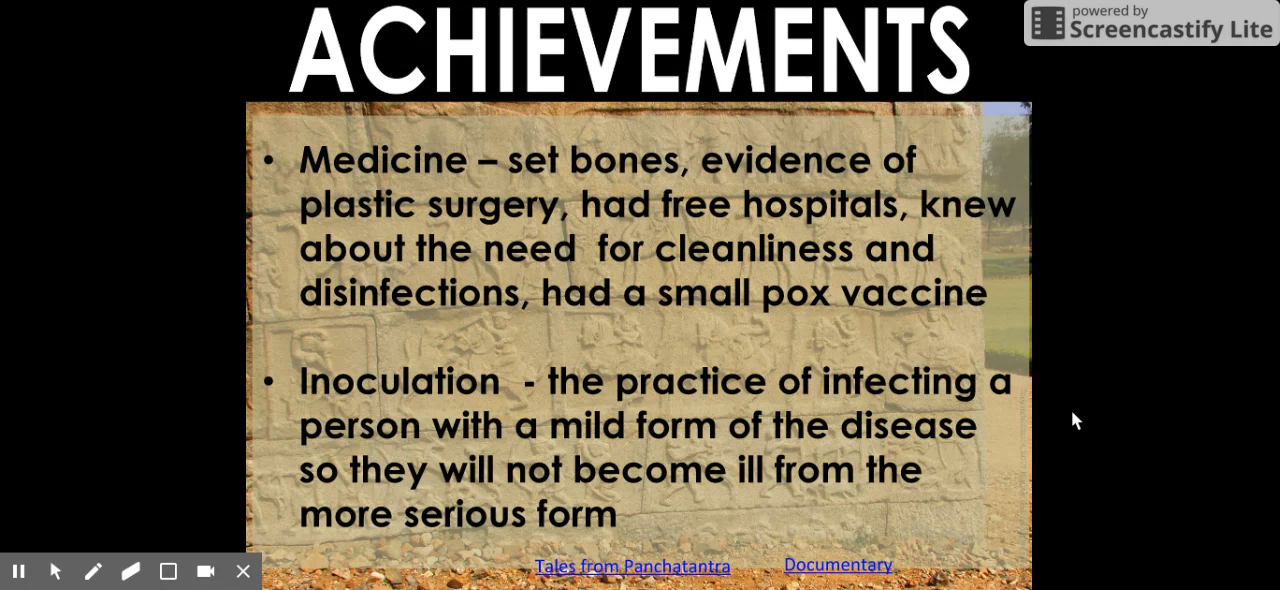 ACHIEVEMENTS
powered by
Screencastify Lite
• Medicine – set bones, evidence of
plastic surgery, had free hospitals, knew
about the need  for cleanliness and
disinfections, had a small pox vaccine
• Inoculation  - the practice of infecting a
person with a mild form of the disease
so they will not become ill from the
more serious form
Tales from Panchatantra
Documentary